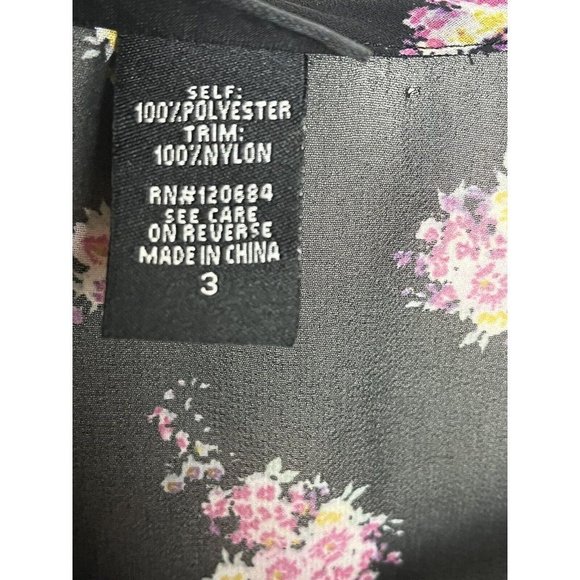 SELF:
100%POLYESTER
TRIM:
100%NYLON
RN#120684
SEE CARE
ON REVERSE
MADE IN CHINA
3